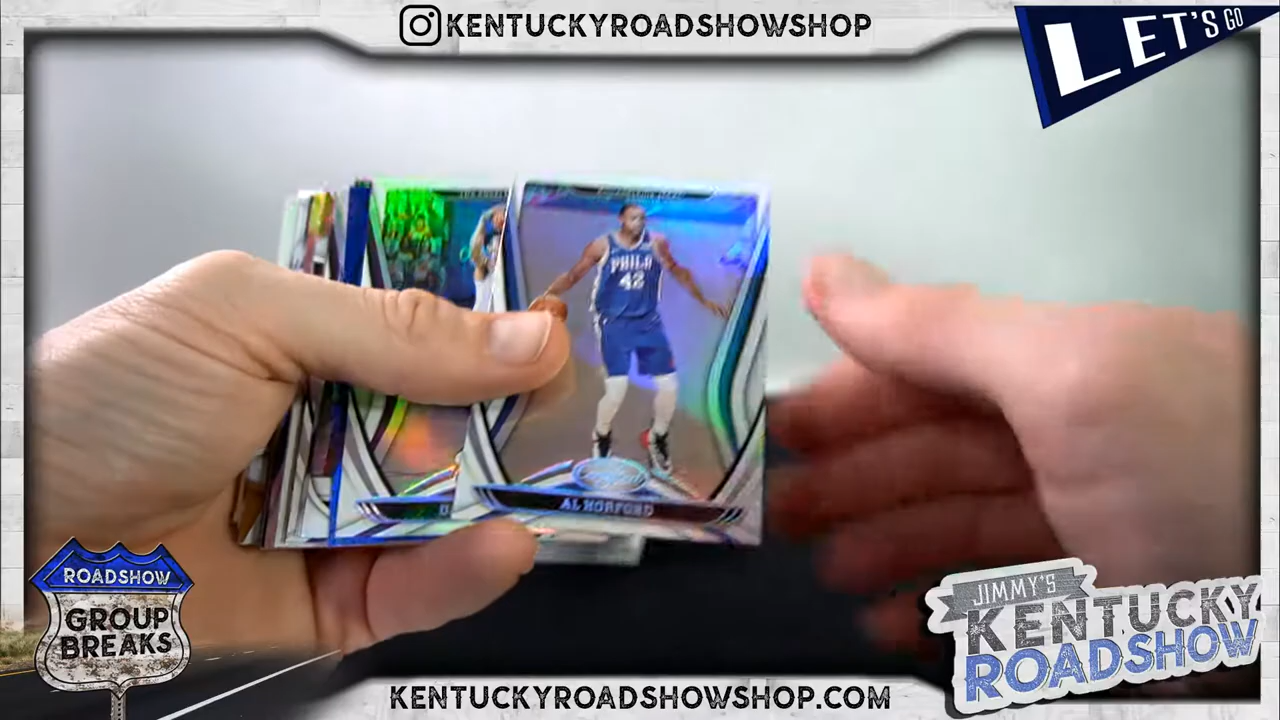 KENTUCKYROADSHOWSHOP
LET'S GO
PHILA
42
AL HORFORD
ROADSHOW
GROUP
BREAKS
JIMMY'S
KENTUCKY
ROADSHOW
KENTUCKYROADSHOWSHOP.COM